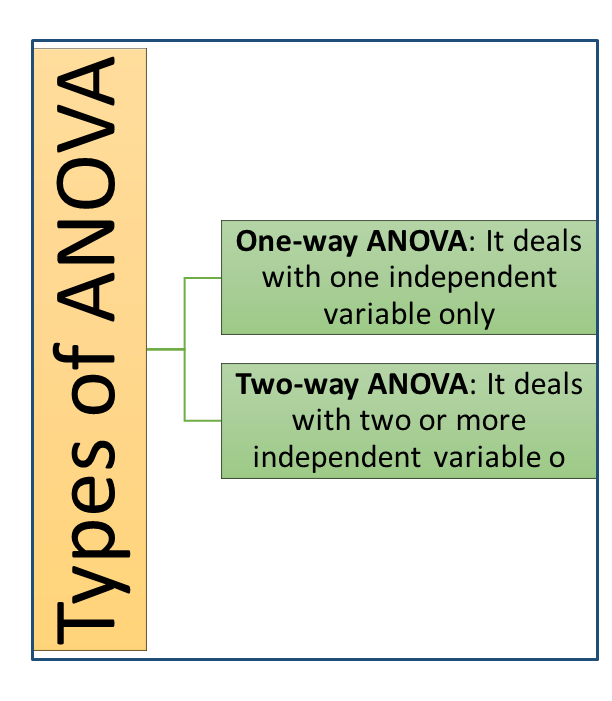 Types of ANOVA
One-way ANOVA: It deals
with one independent
variable only
Two-way ANOVA: It deals
with two or more
independent variable o